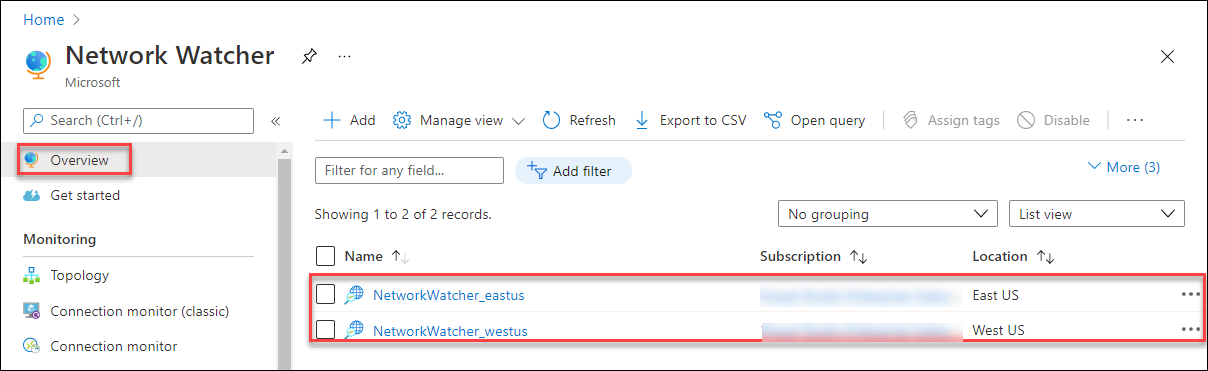 Home >
Network Watcher
Microsoft
Search (Ctrl+/)
Overview
Get started
Monitoring
Topology
Connection monitor (classic)
Connection monitor
Add Manage view Refresh Export to CSV Open query Assign tags Disable ...
Filter for any field... Add filter More (3)
Showing 1 to 2 of 2 records. No grouping List view
Name Subscription Location
NetworkWatcher_eastus East US ...
NetworkWatcher_westus West US ...